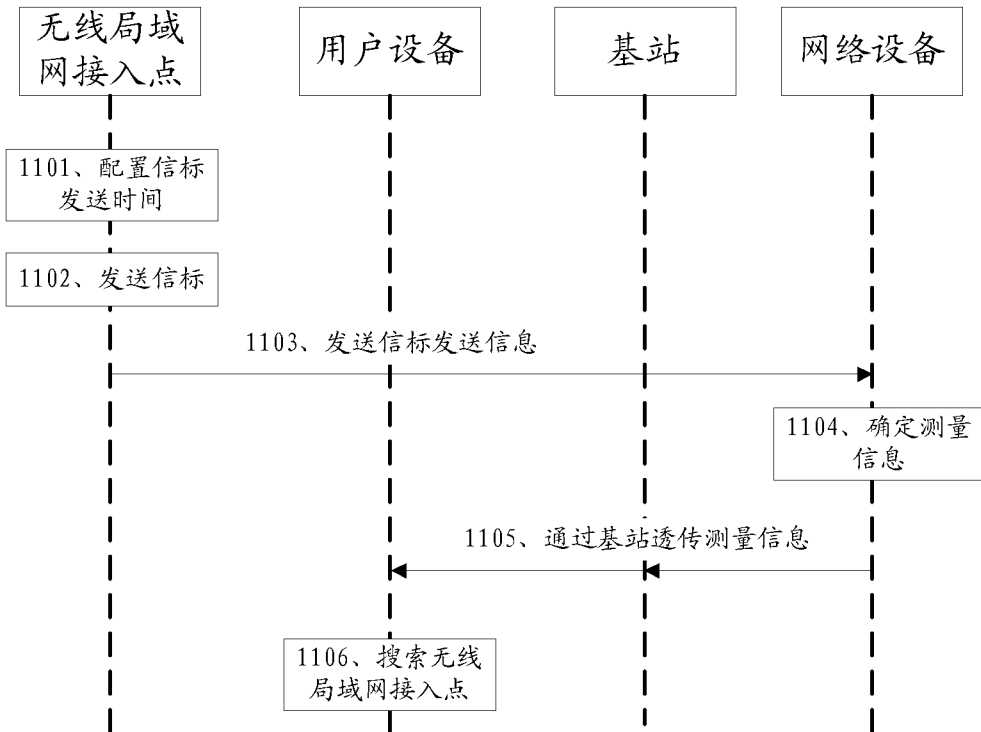 无线局域
网接入点
用户设备
基站
网络设备
1101、配置信标
发送时间
1102、发送信标
1103、发送信标发送信息
1104、确定测量
信息
1105、通过基站透传测量信息
1106、搜索无线
局域网接入点